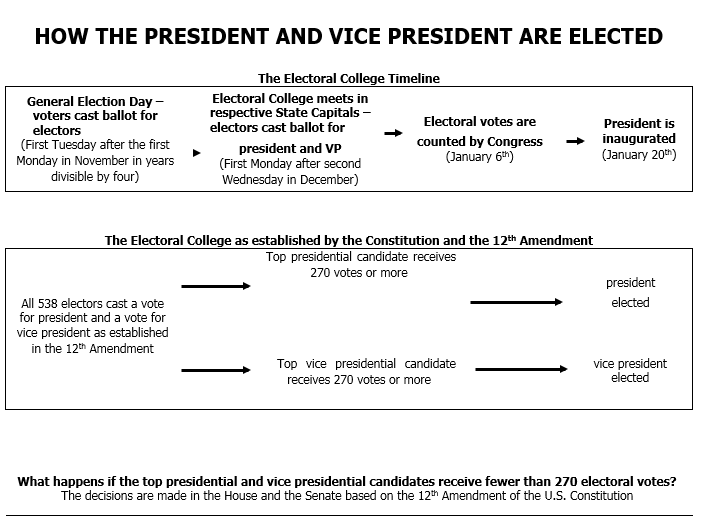 HOW THE PRESIDENT AND VICE PRESIDENT ARE ELECTED
The Electoral College Timeline
General Election Day –
voters cast ballot for
electors
(First Tuesday after the first
Monday in November in years
divisible by four)
Electoral College meets in
respective State Capitals –
electors cast ballot for
president and VP
(First Monday after second
Wednesday in December)
Electoral votes are
counted by Congress
(January 6th)
President is
inaugurated
(January 20th)
The Electoral College as established by the Constitution and the 12th Amendment
All 538 electors cast a vote
for president and a vote for
vice president as established
in the 12th Amendment
Top presidential candidate receives
270 votes or more
president
elected
Top vice presidential candidate
receives 270 votes or more
vice president
elected
What happens if the top presidential and vice presidential candidates receive fewer than 270 electoral votes?
The decisions are made in the House and the Senate based on the 12th Amendment of the U.S. Constitution